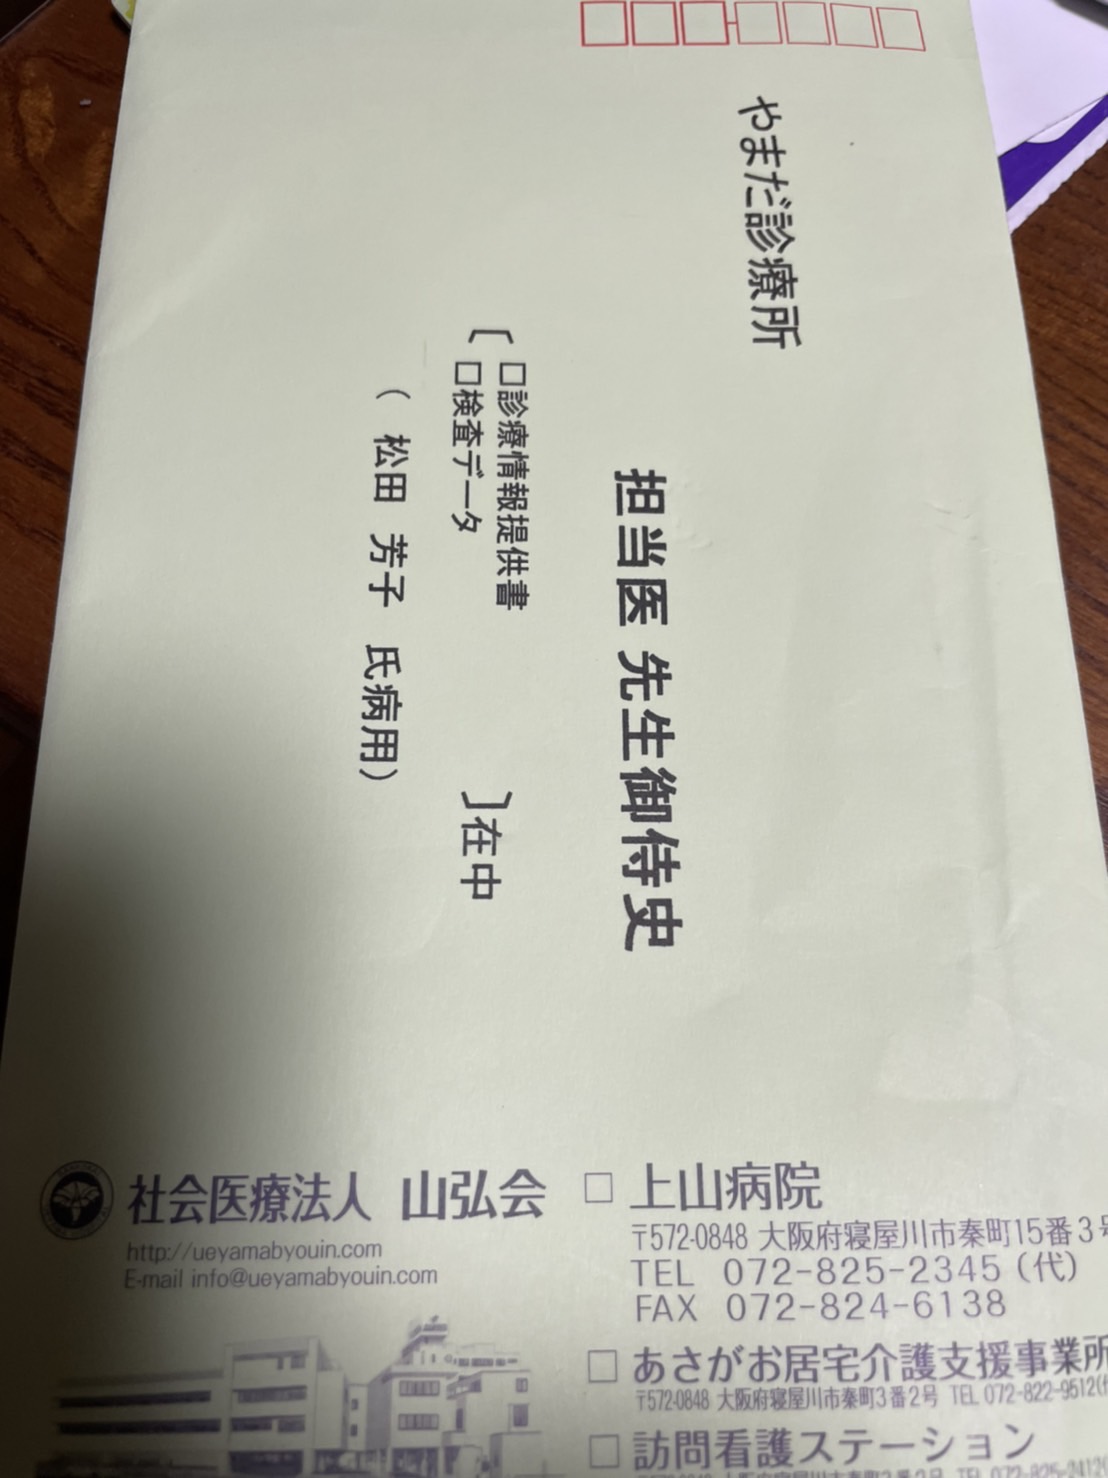 やまだ診療所
担当医 先生御侍史
〔 □診療情報提供書
□検査データ 〕在中
( 松田 芳子 氏病用)
社会医療法人 山弘会
http://ueyamabyouin.com
E-mail info@ueyamabyouin.com
□ 上山病院
〒572-0848 大阪府寝屋川市秦町15番3号
TEL 072-825-2345 (代)
FAX 072-824-6138
□ あさがお居宅介護支援事業所
〒572-0848 大阪府寝屋川市秦町3番2号 TEL 072-822-9512(代
□ 訪問看護ステーション